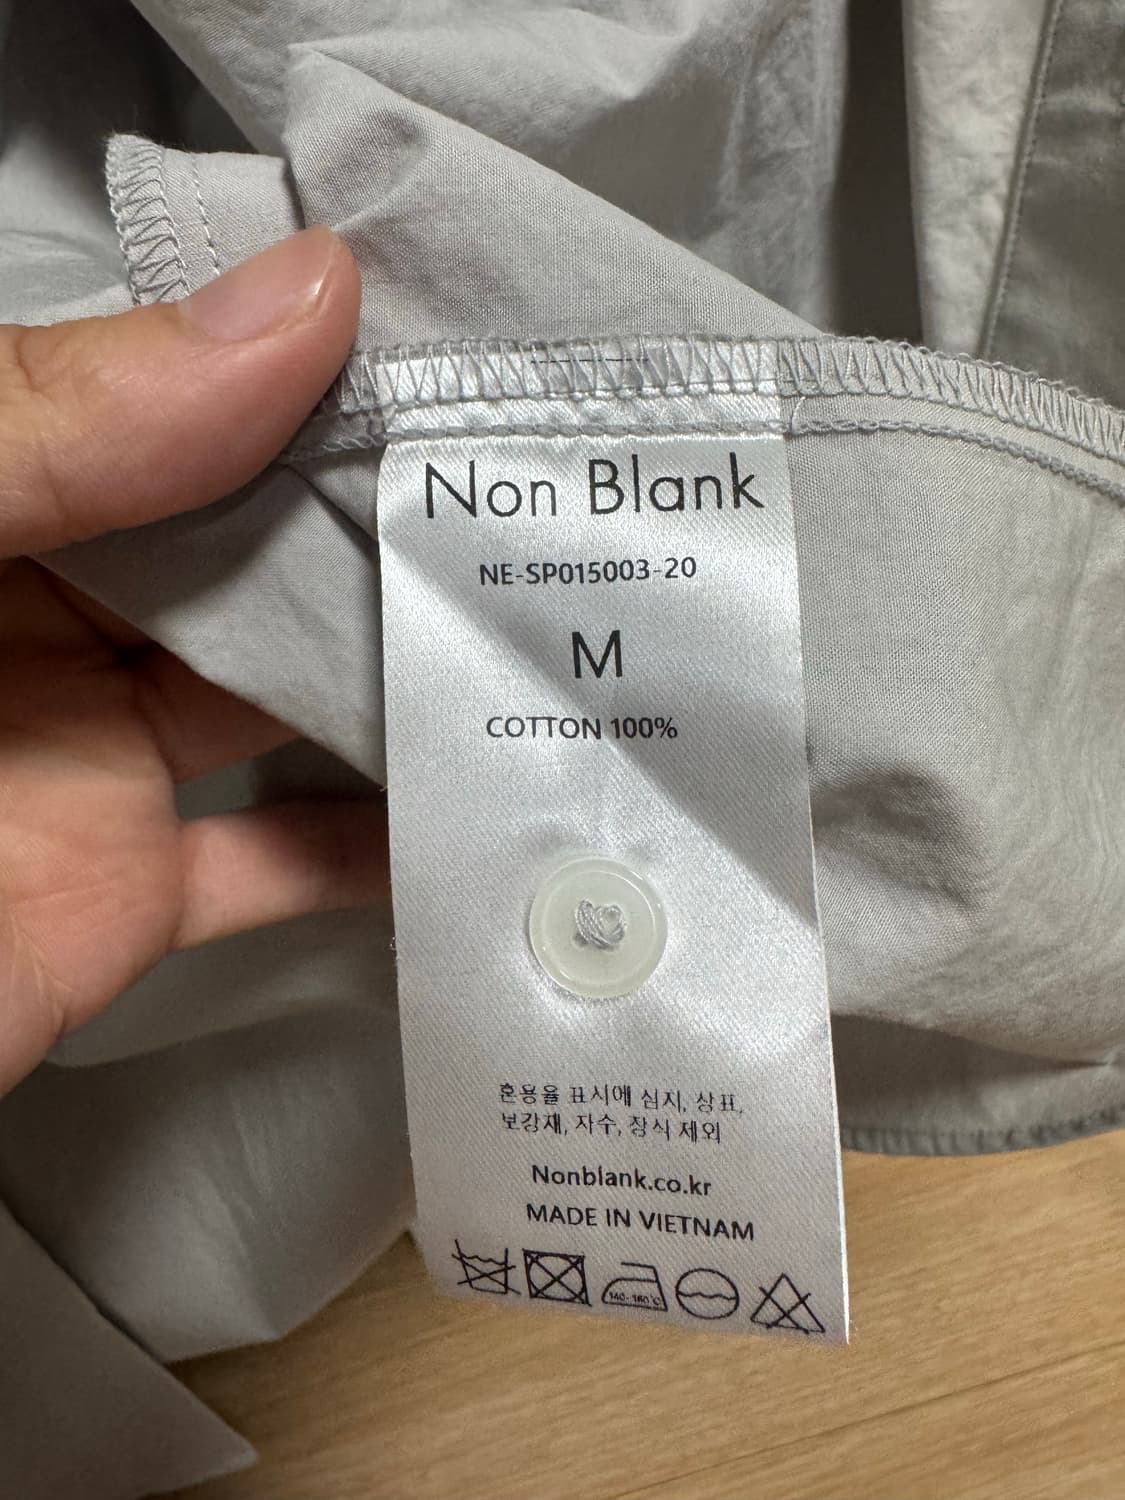 Non Blank
NE-SP015003-20
M
COTTON 100%
혼용율 표시에 심지, 상표,
보강재, 자수, 장식 제외
Nonblank.co.kr
MADE IN VIETNAM
140-160°C